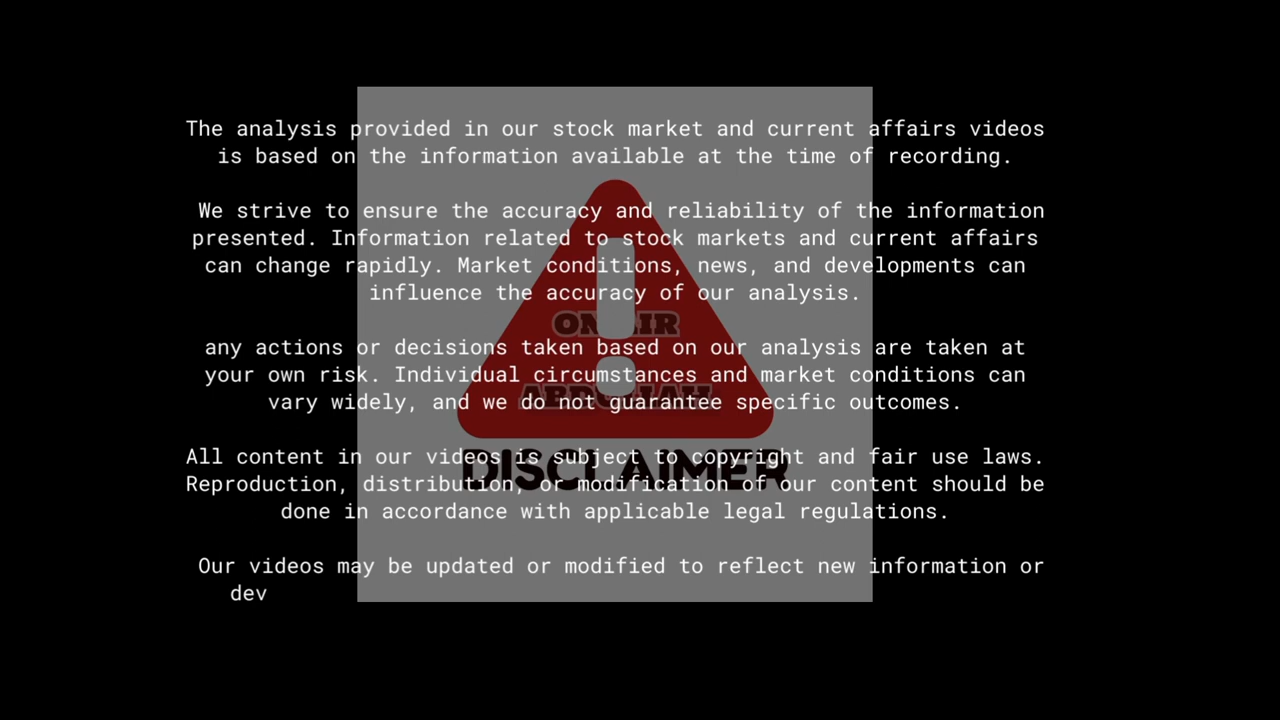 The analysis provided in our stock market and current affairs videos
is based on the information available at the time of recording.
We strive to ensure the accuracy and reliability of the information
presented. Information related to stock markets and current affairs
can change rapidly. Market conditions, news, and developments can
influence the accuracy of our analysis.
ON AIR
any actions or decisions taken based on our analysis are taken at
your own risk. Individual circumstances and market conditions can
vary widely, and we do not guarantee specific outcomes.
All content in our videos is subject to copyright and fair use laws.
DISCLAIMER
Reproduction, distribution, or modification of our content should be
done in accordance with applicable legal regulations.
Our videos may be updated or modified to reflect new information or
dev